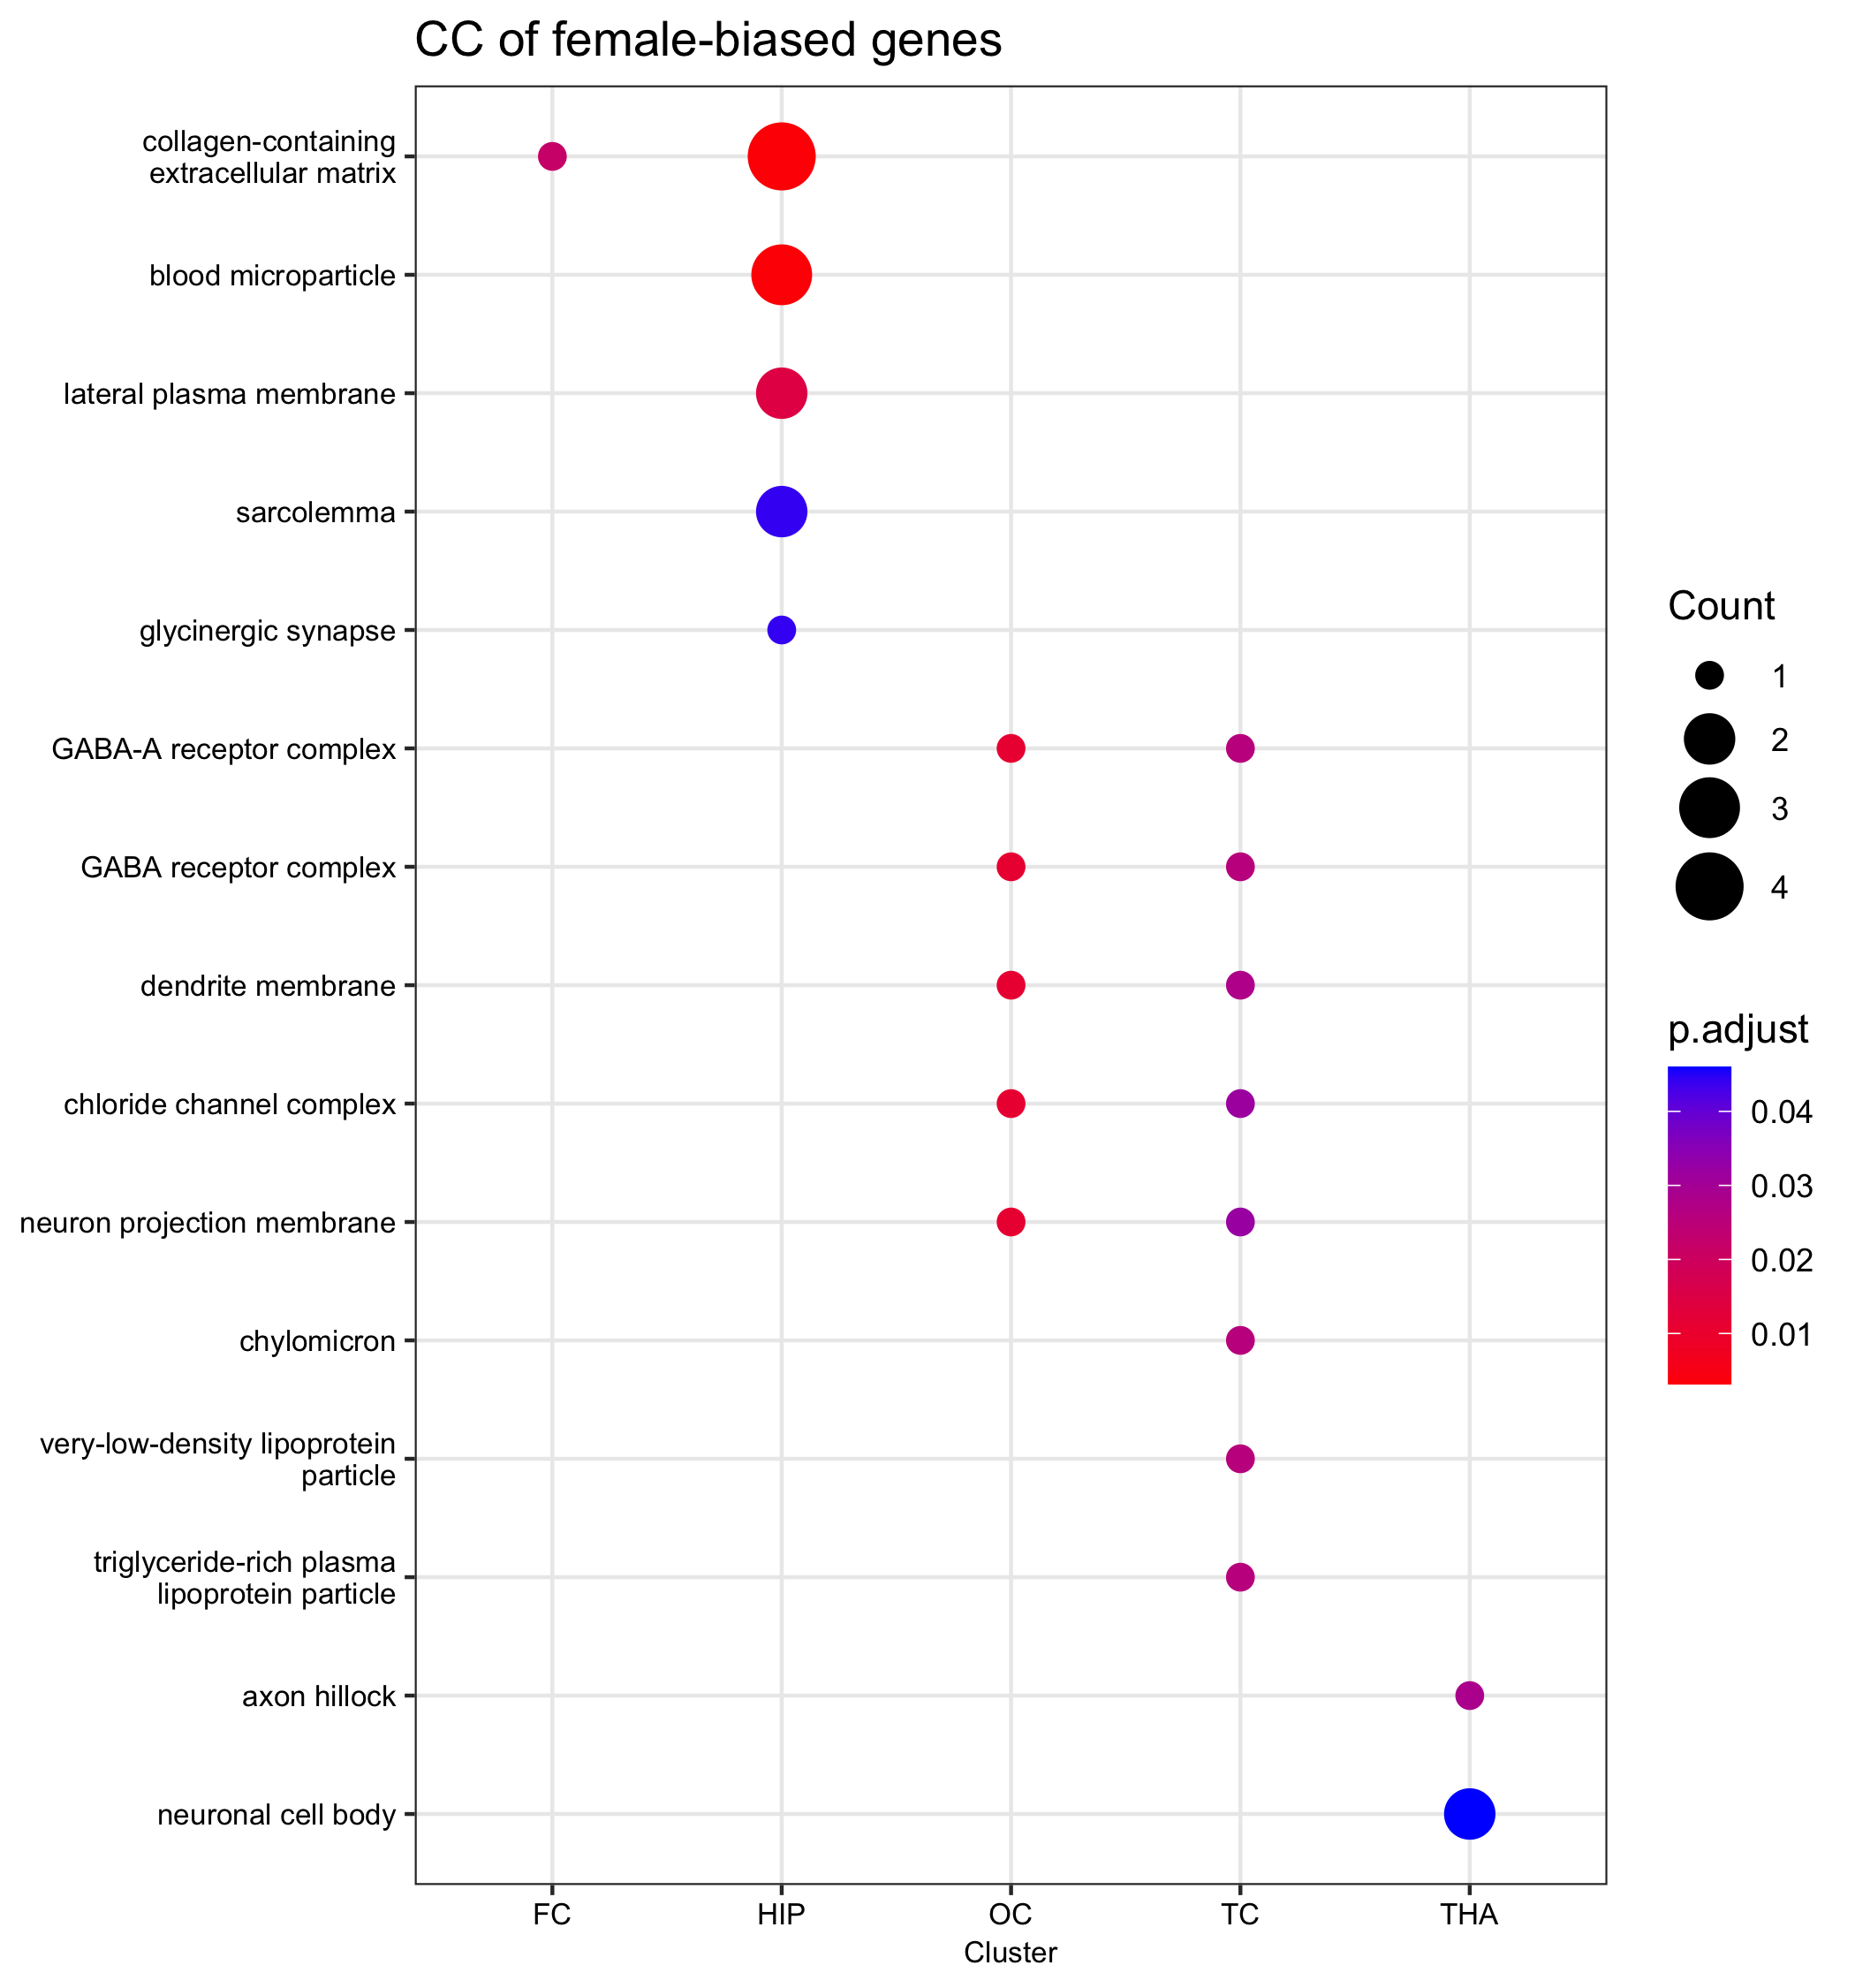 CC of female-biased genes
collagen-containing
extracellular matrix
blood microparticle
lateral plasma membrane
sarcolemma
glycinergic synapse
GABA-A receptor complex
GABA receptor complex
dendrite membrane
chloride channel complex
neuron projection membrane
chylomicron
very-low-density lipoprotein
particle
triglyceride-rich plasma
lipoprotein particle
axon hillock
neuronal cell body
FC HIP OC TC THA
Cluster
Count
1
2
3
4
p.adjust
0.04
0.03
0.02
0.01